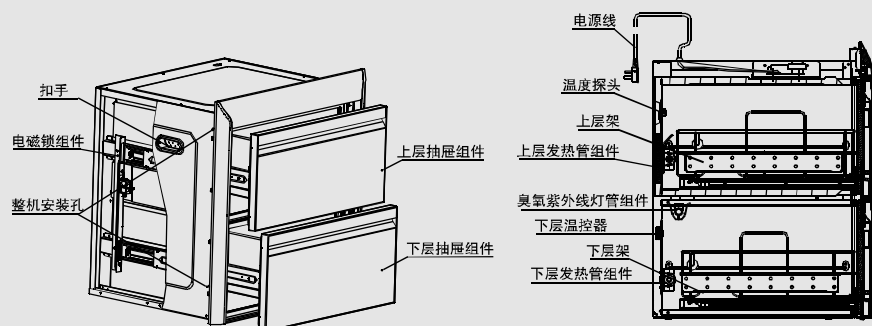 扣手
电磁锁组件
整机安装孔
上层抽屉组件
下层抽屉组件
电源线
温度探头
上层架
上层发热管组件
臭氧紫外线灯管组件
下层温控器
下层架
下层发热管组件